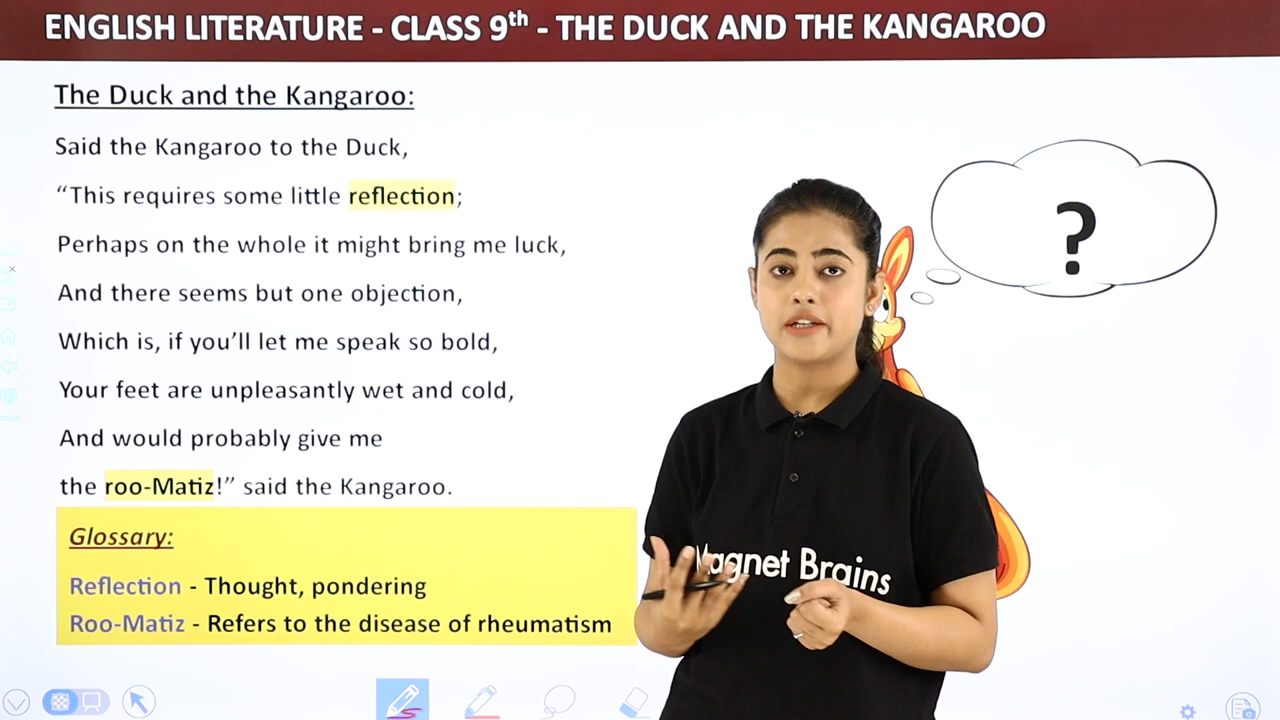 ENGLISH LITERATURE - CLASS 9th - THE DUCK AND THE KANGAROO
The Duck and the Kangaroo:
Said the Kangaroo to the Duck,
“This requires some little reflection;
Perhaps on the whole it might bring me luck,
And there seems but one objection,
Which is, if you’ll let me speak so bold,
Your feet are unpleasantly wet and cold,
And would probably give me
the roo-Matiz!” said the Kangaroo.
Glossary:
Reflection - Thought, pondering
Roo-Matiz - Refers to the disease of rheumatism
?
Magnet Brains